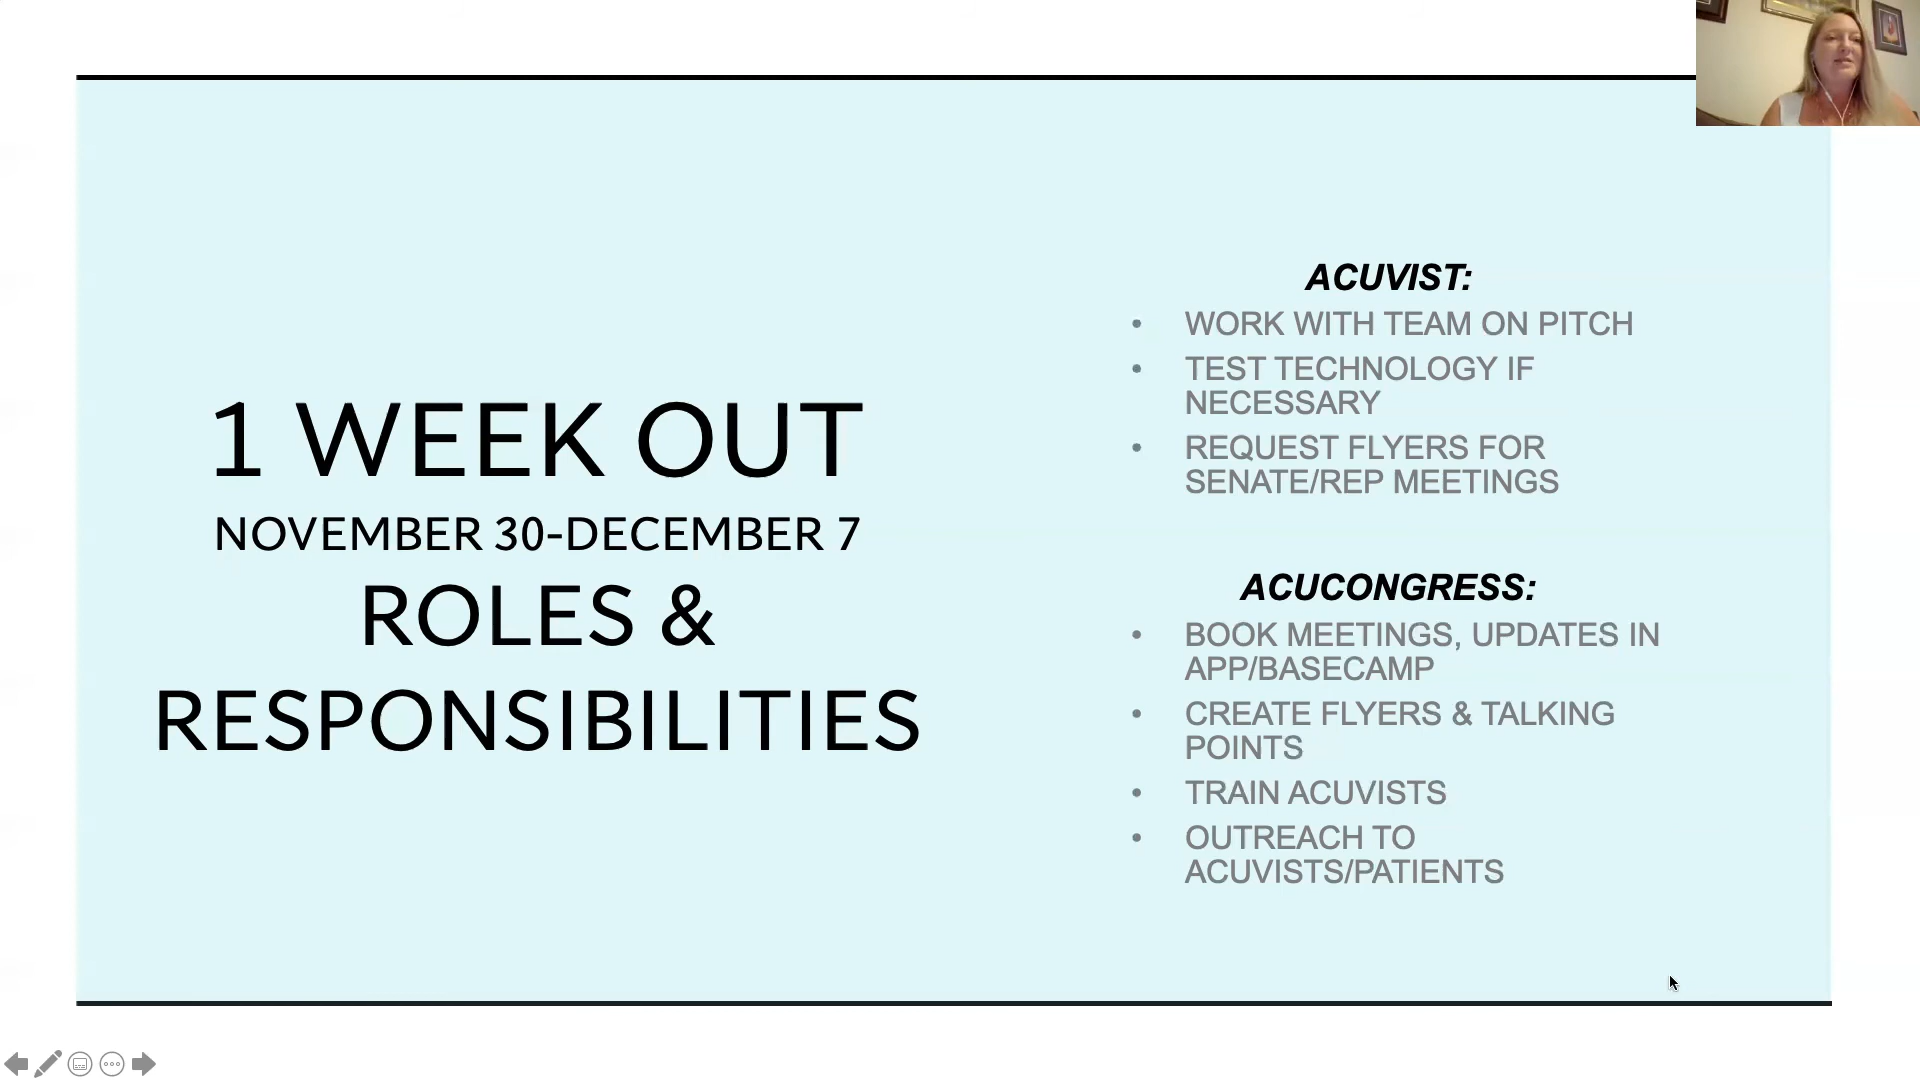 1 WEEK OUT
NOVEMBER 30-DECEMBER 7
ROLES &
RESPONSIBILITIES
ACUVIST:
• WORK WITH TEAM ON PITCH
• TEST TECHNOLOGY IF
NECESSARY
• REQUEST FLYERS FOR
SENATE/REP MEETINGS
ACUCONGRESS:
• BOOK MEETINGS, UPDATES IN
APP/BASECAMP
• CREATE FLYERS & TALKING
POINTS
• TRAIN ACUVISTS
• OUTREACH TO
ACUVISTS/PATIENTS